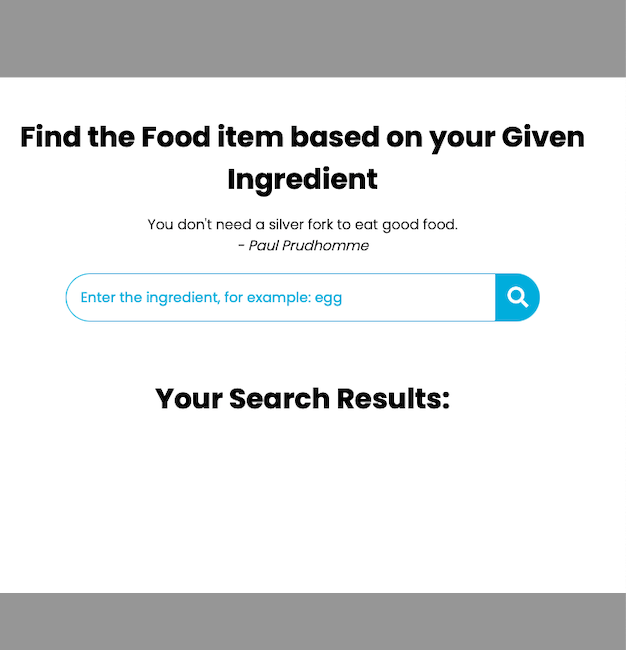 Find the Food item based on your Given
Ingredient
You don't need a silver fork to eat good food.
- Paul Prudhomme
Enter the ingredient, for example: egg
Your Search Results: